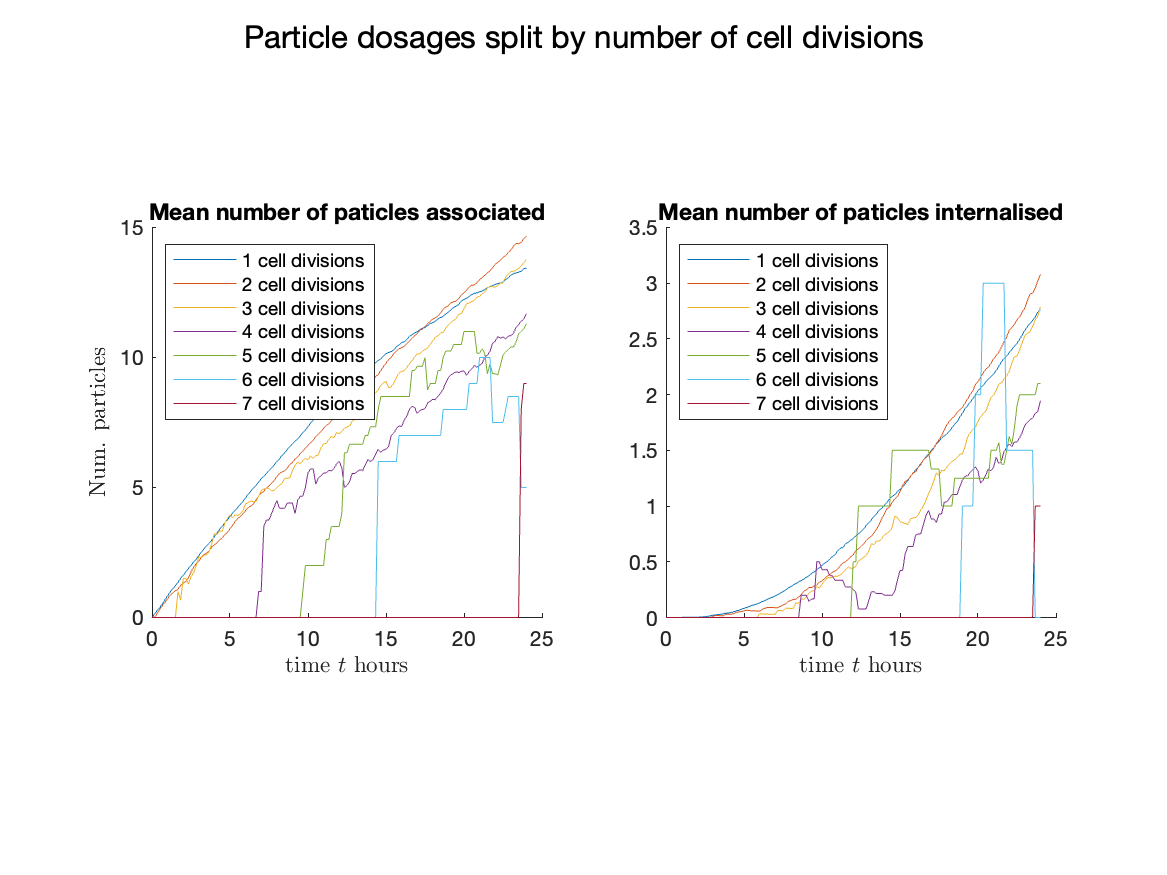 Particle dosages split by number of cell divisions
Mean number of paticles associated
15
10
5
0
Num. particles
1 cell divisions
2 cell divisions
3 cell divisions
4 cell divisions
5 cell divisions
6 cell divisions
7 cell divisions
0 5 10 15 20 25
time t hours
Mean number of paticles internalised
3.5
3
2.5
2
1.5
1
0.5
0
1 cell divisions
2 cell divisions
3 cell divisions
4 cell divisions
5 cell divisions
6 cell divisions
7 cell divisions
0 5 10 15 20 25
time t hours